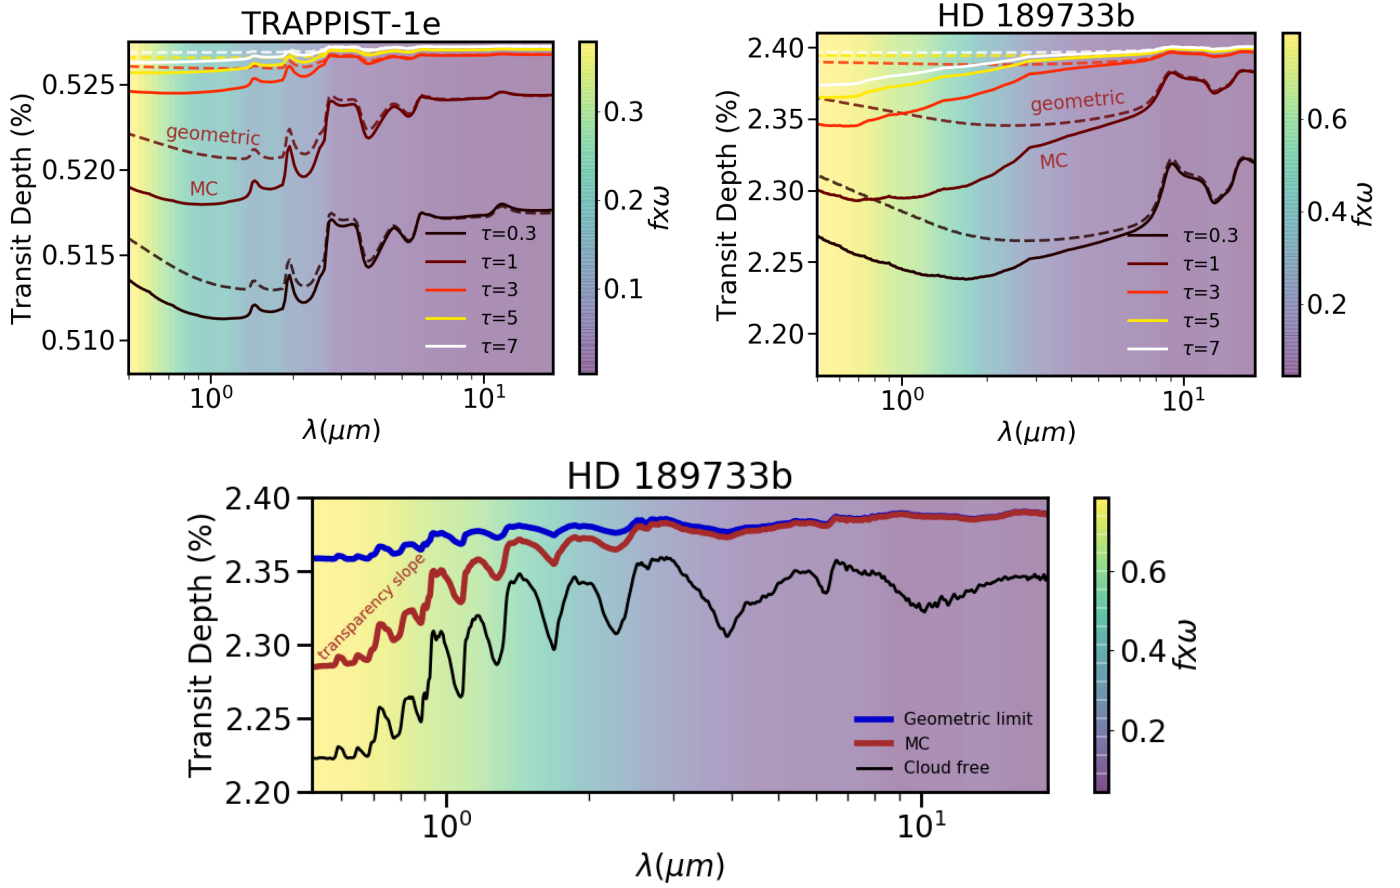 TRAPPIST-1e
Transit Depth (%)
0.525
0.520
0.515
0.510
geometric
MC
τ=0.3
τ=1
τ=3
τ=5
τ=7
10⁰
10¹
λ(μm)
0.3
0.2
0.1
fxω
HD 189733b
Transit Depth (%)
2.40
2.35
2.30
2.25
2.20
geometric
MC
τ=0.3
τ=1
τ=3
τ=5
τ=7
10⁰
10¹
λ(μm)
0.6
0.4
0.2
fxω
HD 189733b
Transit Depth (%)
2.40
2.35
2.30
2.25
2.20
transparency slope
Geometric limit
MC
Cloud free
10⁰
10¹
λ(μm)
0.6
0.4
0.2
fxω